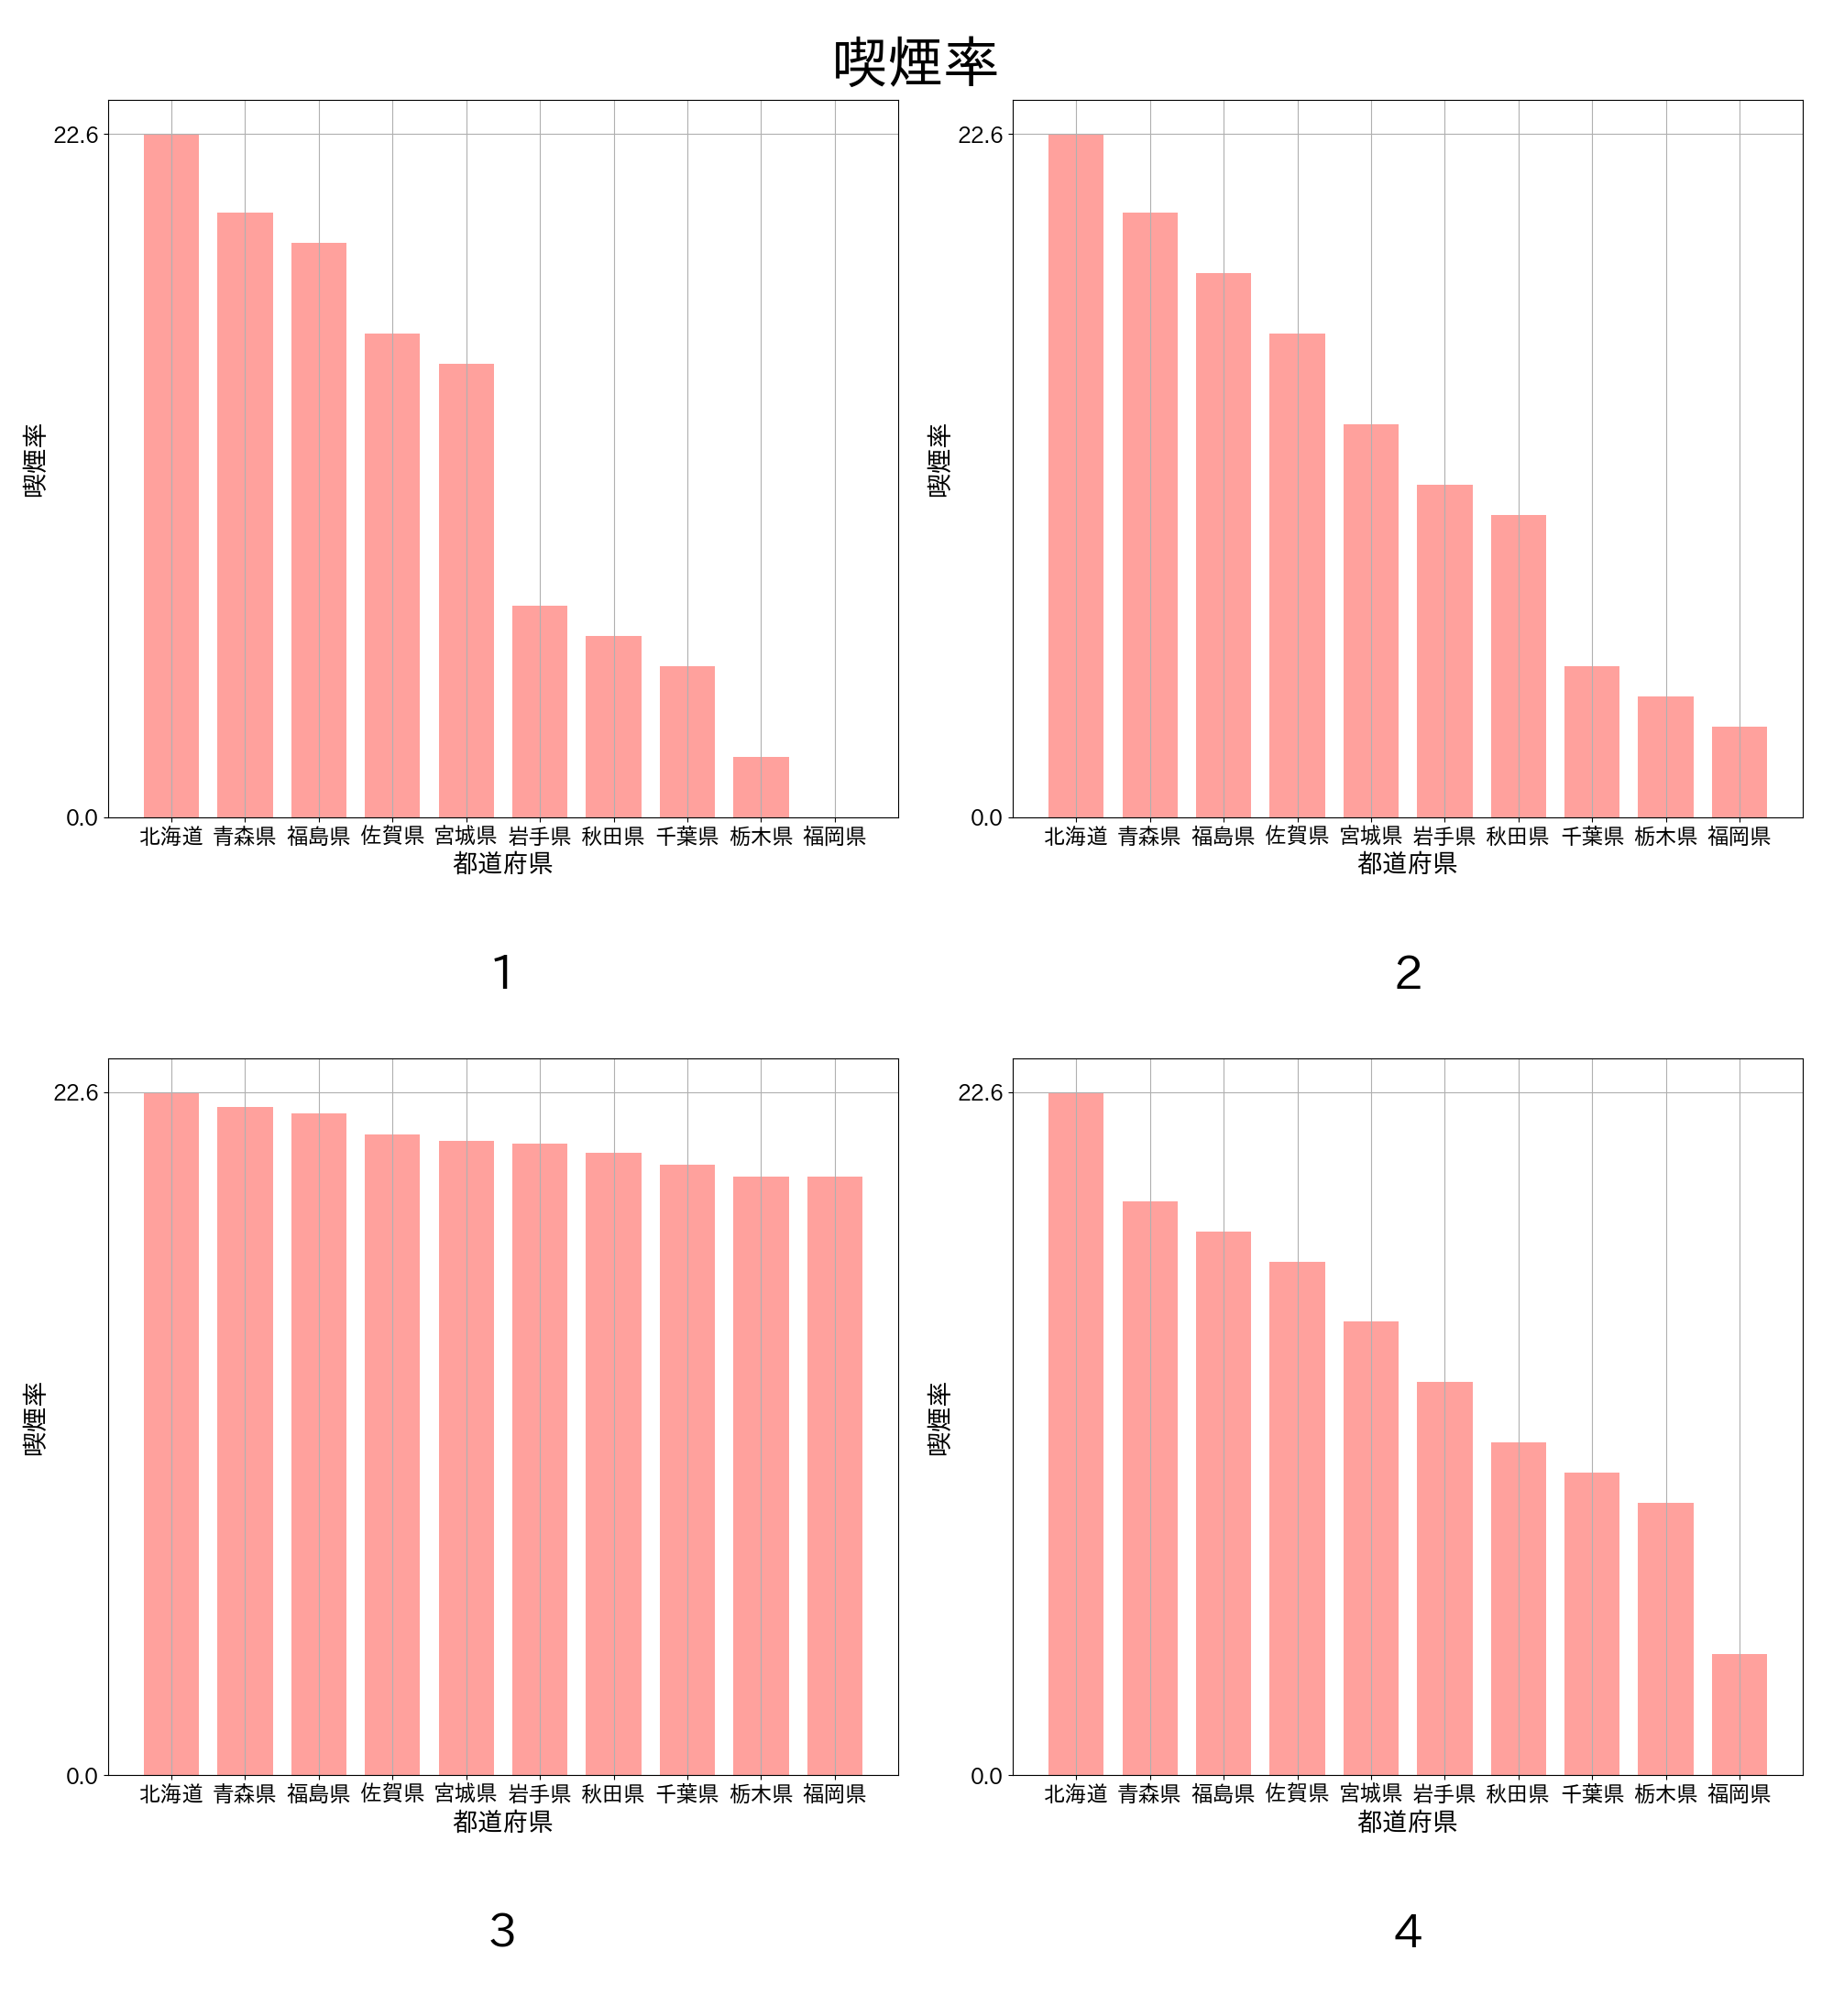 喫煙率
22.6
喫煙率
0.0
北海道 青森県 福島県 佐賀県 宮城県 岩手県 秋田県 千葉県 栃木県 福岡県
都道府県
1
22.6
喫煙率
0.0
北海道 青森県 福島県 佐賀県 宮城県 岩手県 秋田県 千葉県 栃木県 福岡県
都道府県
2
22.6
喫煙率
0.0
北海道 青森県 福島県 佐賀県 宮城県 岩手県 秋田県 千葉県 栃木県 福岡県
都道府県
3
22.6
喫煙率
0.0
北海道 青森県 福島県 佐賀県 宮城県 岩手県 秋田県 千葉県 栃木県 福岡県
都道府県
4